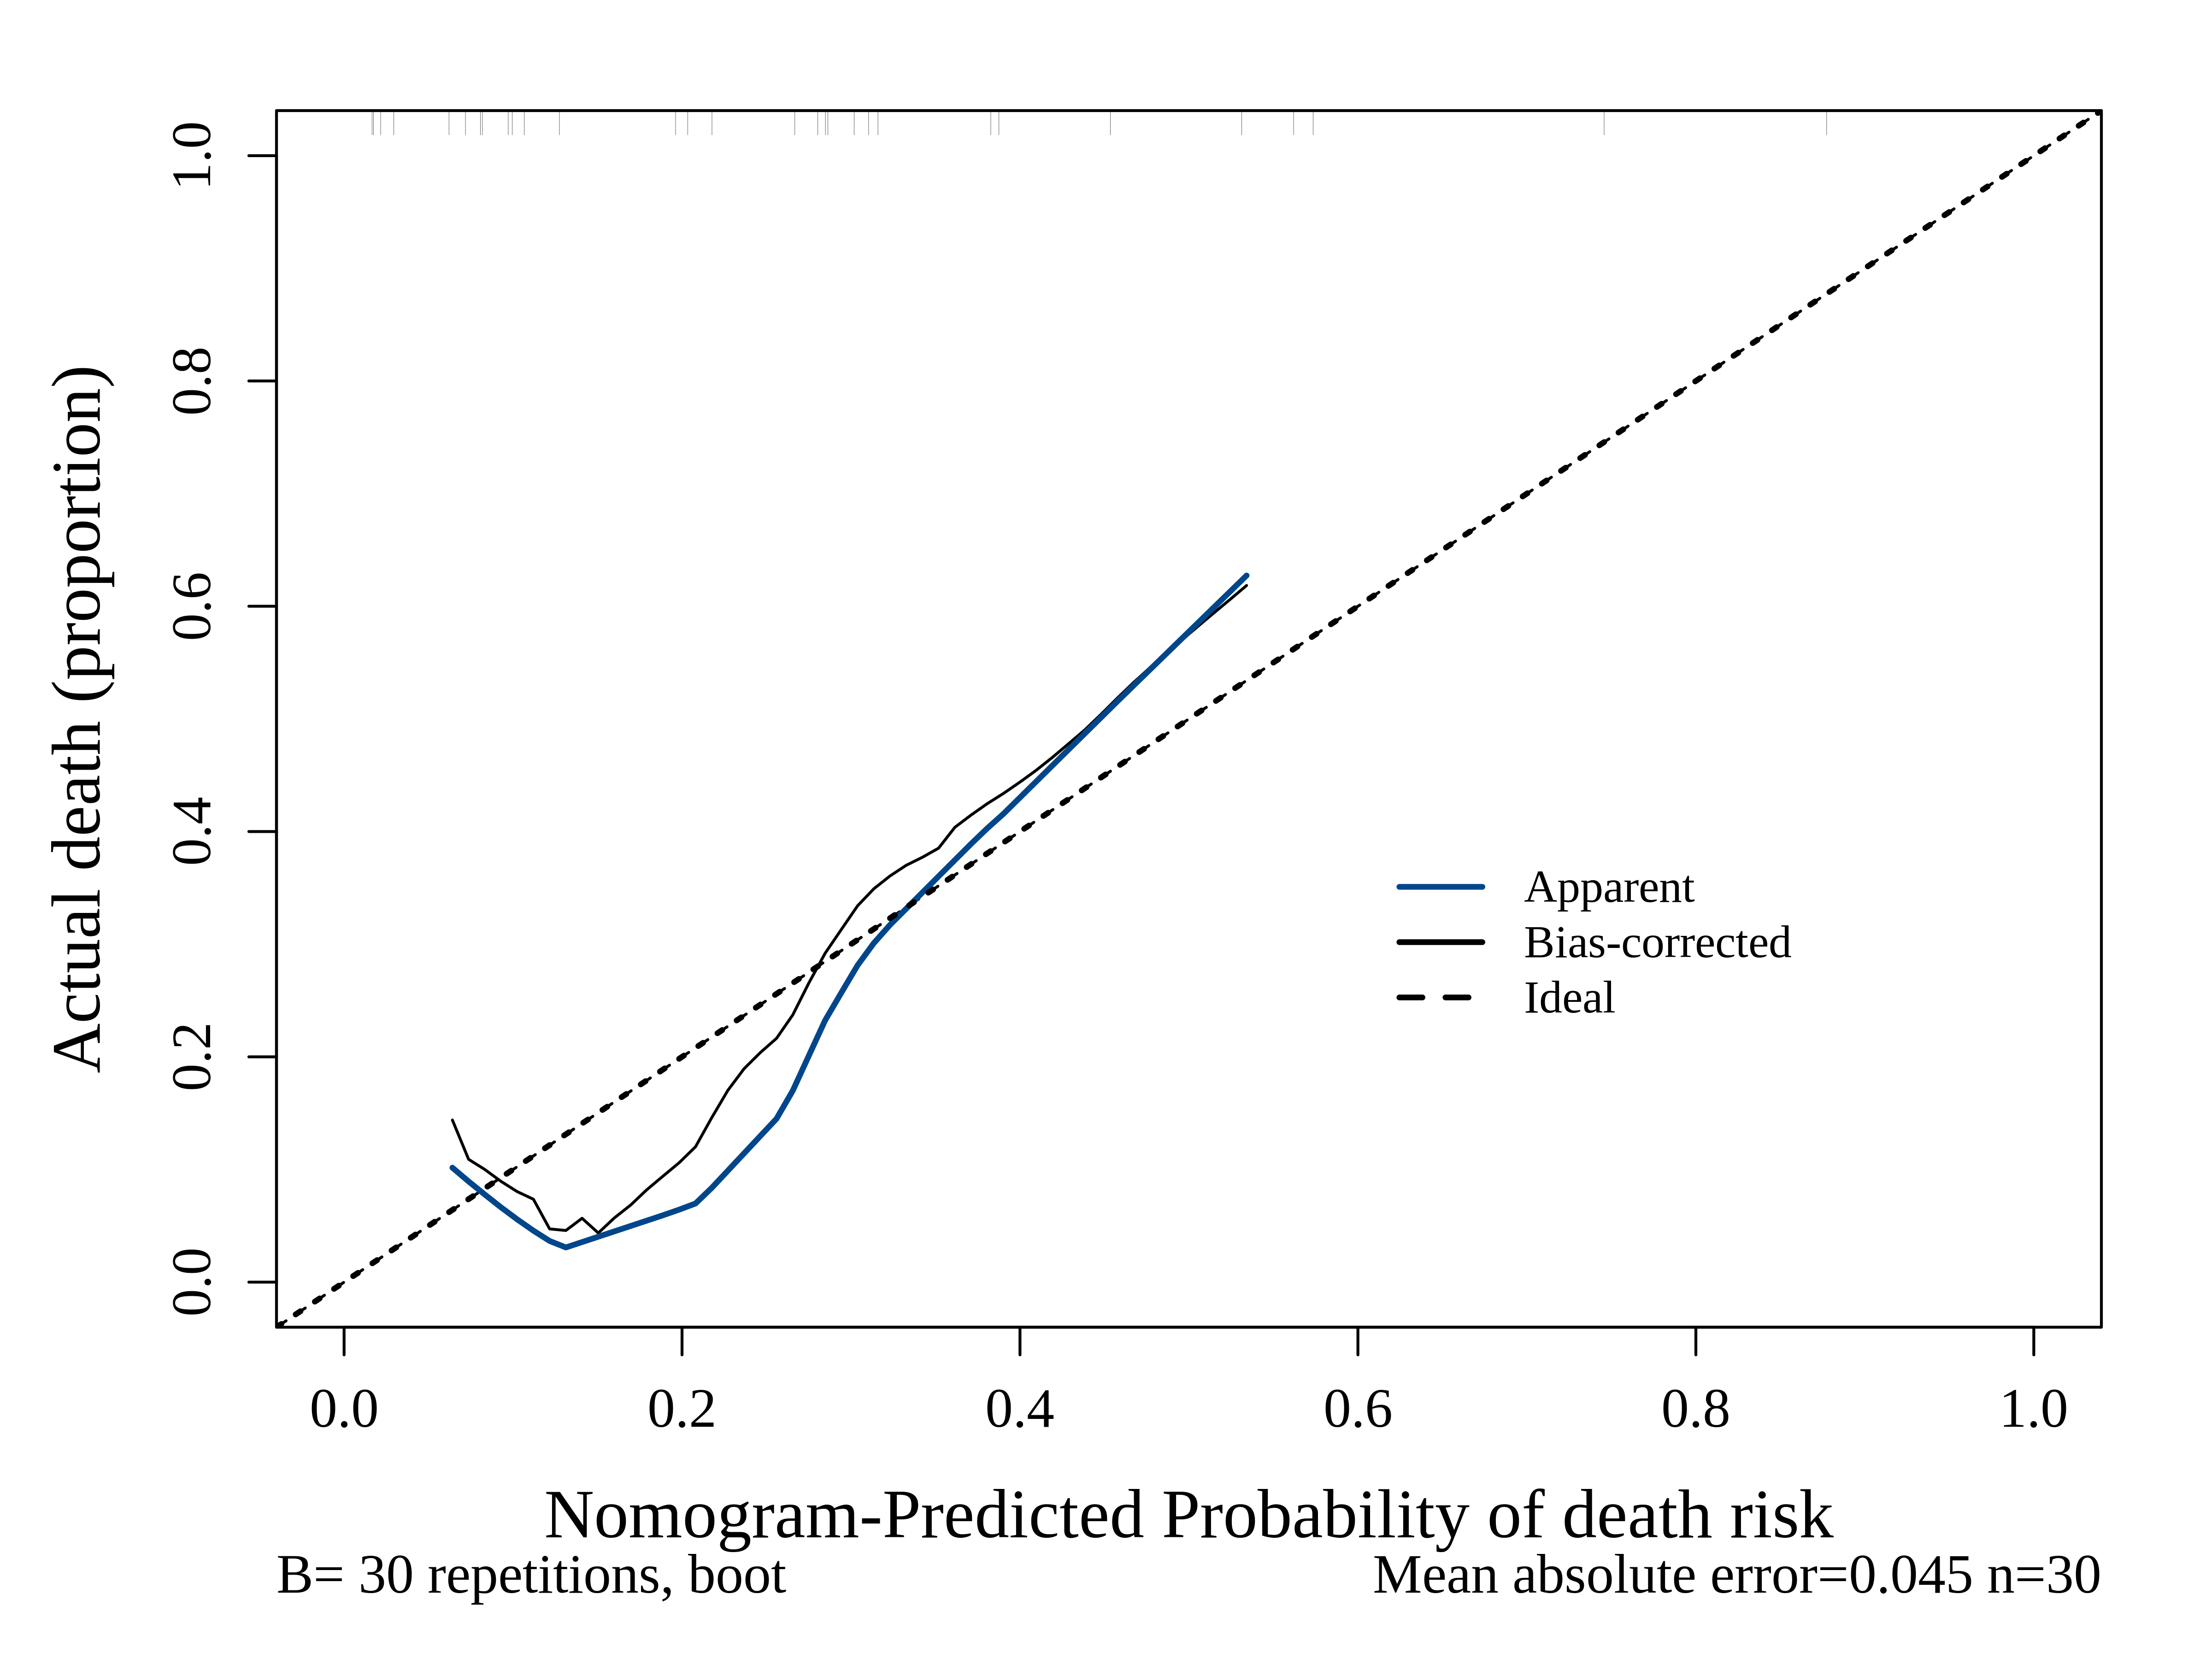 1.0
0.8
0.6
0.4
0.2
0.0
Actual death (proportion)
Apparent
Bias-corrected
Ideal
0.0 0.2 0.4 0.6 0.8 1.0
Nomogram-Predicted Probability of death risk
B= 30 repetitions, boot
Mean absolute error=0.045 n=30